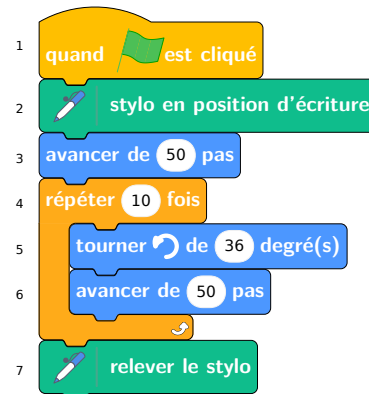 1 quand est cliqué
2 stylo en position d'écriture
3 avancer de 50 pas
4 répéter 10 fois
5 tourner de 36 degré(s)
6 avancer de 50 pas
7 relever le stylo